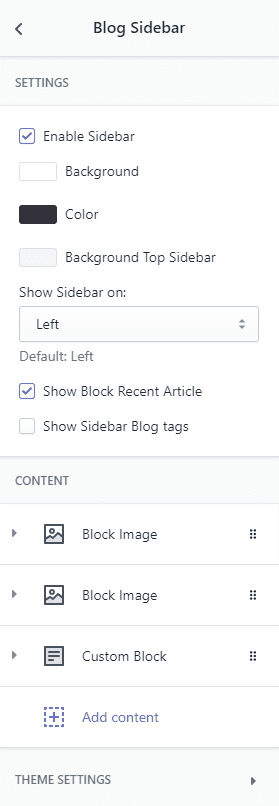 Blog Sidebar
SETTINGS
Enable Sidebar
Background
Color
Background Top Sidebar
Show Sidebar on:
Left
Default: Left
Show Block Recent Article
Show Sidebar Blog tags
CONTENT
Block Image
Block Image
Custom Block
Add content
THEME SETTINGS